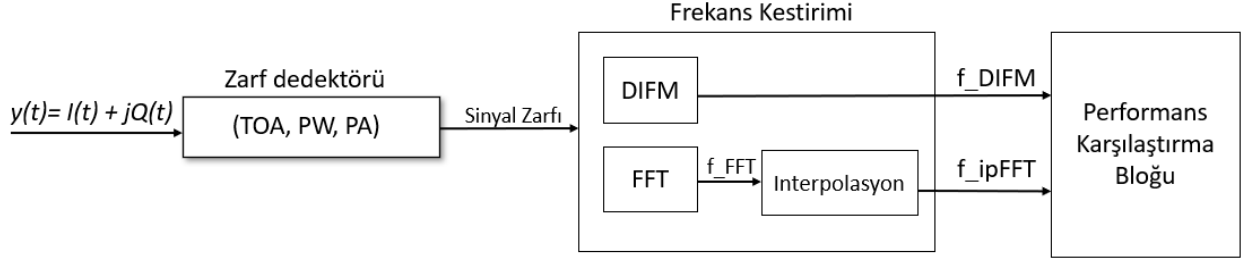 Frekans Kestirimi
Zarf dedektörü
y(t)= I(t) + jQ(t)
(TOA, PW, PA)
Sinyal Zarfı
DIFM
f_DIFM
FFT
f_FFT
Interpolasyon
f_ipFFT
Performans
Karşılaştırma
Bloğu